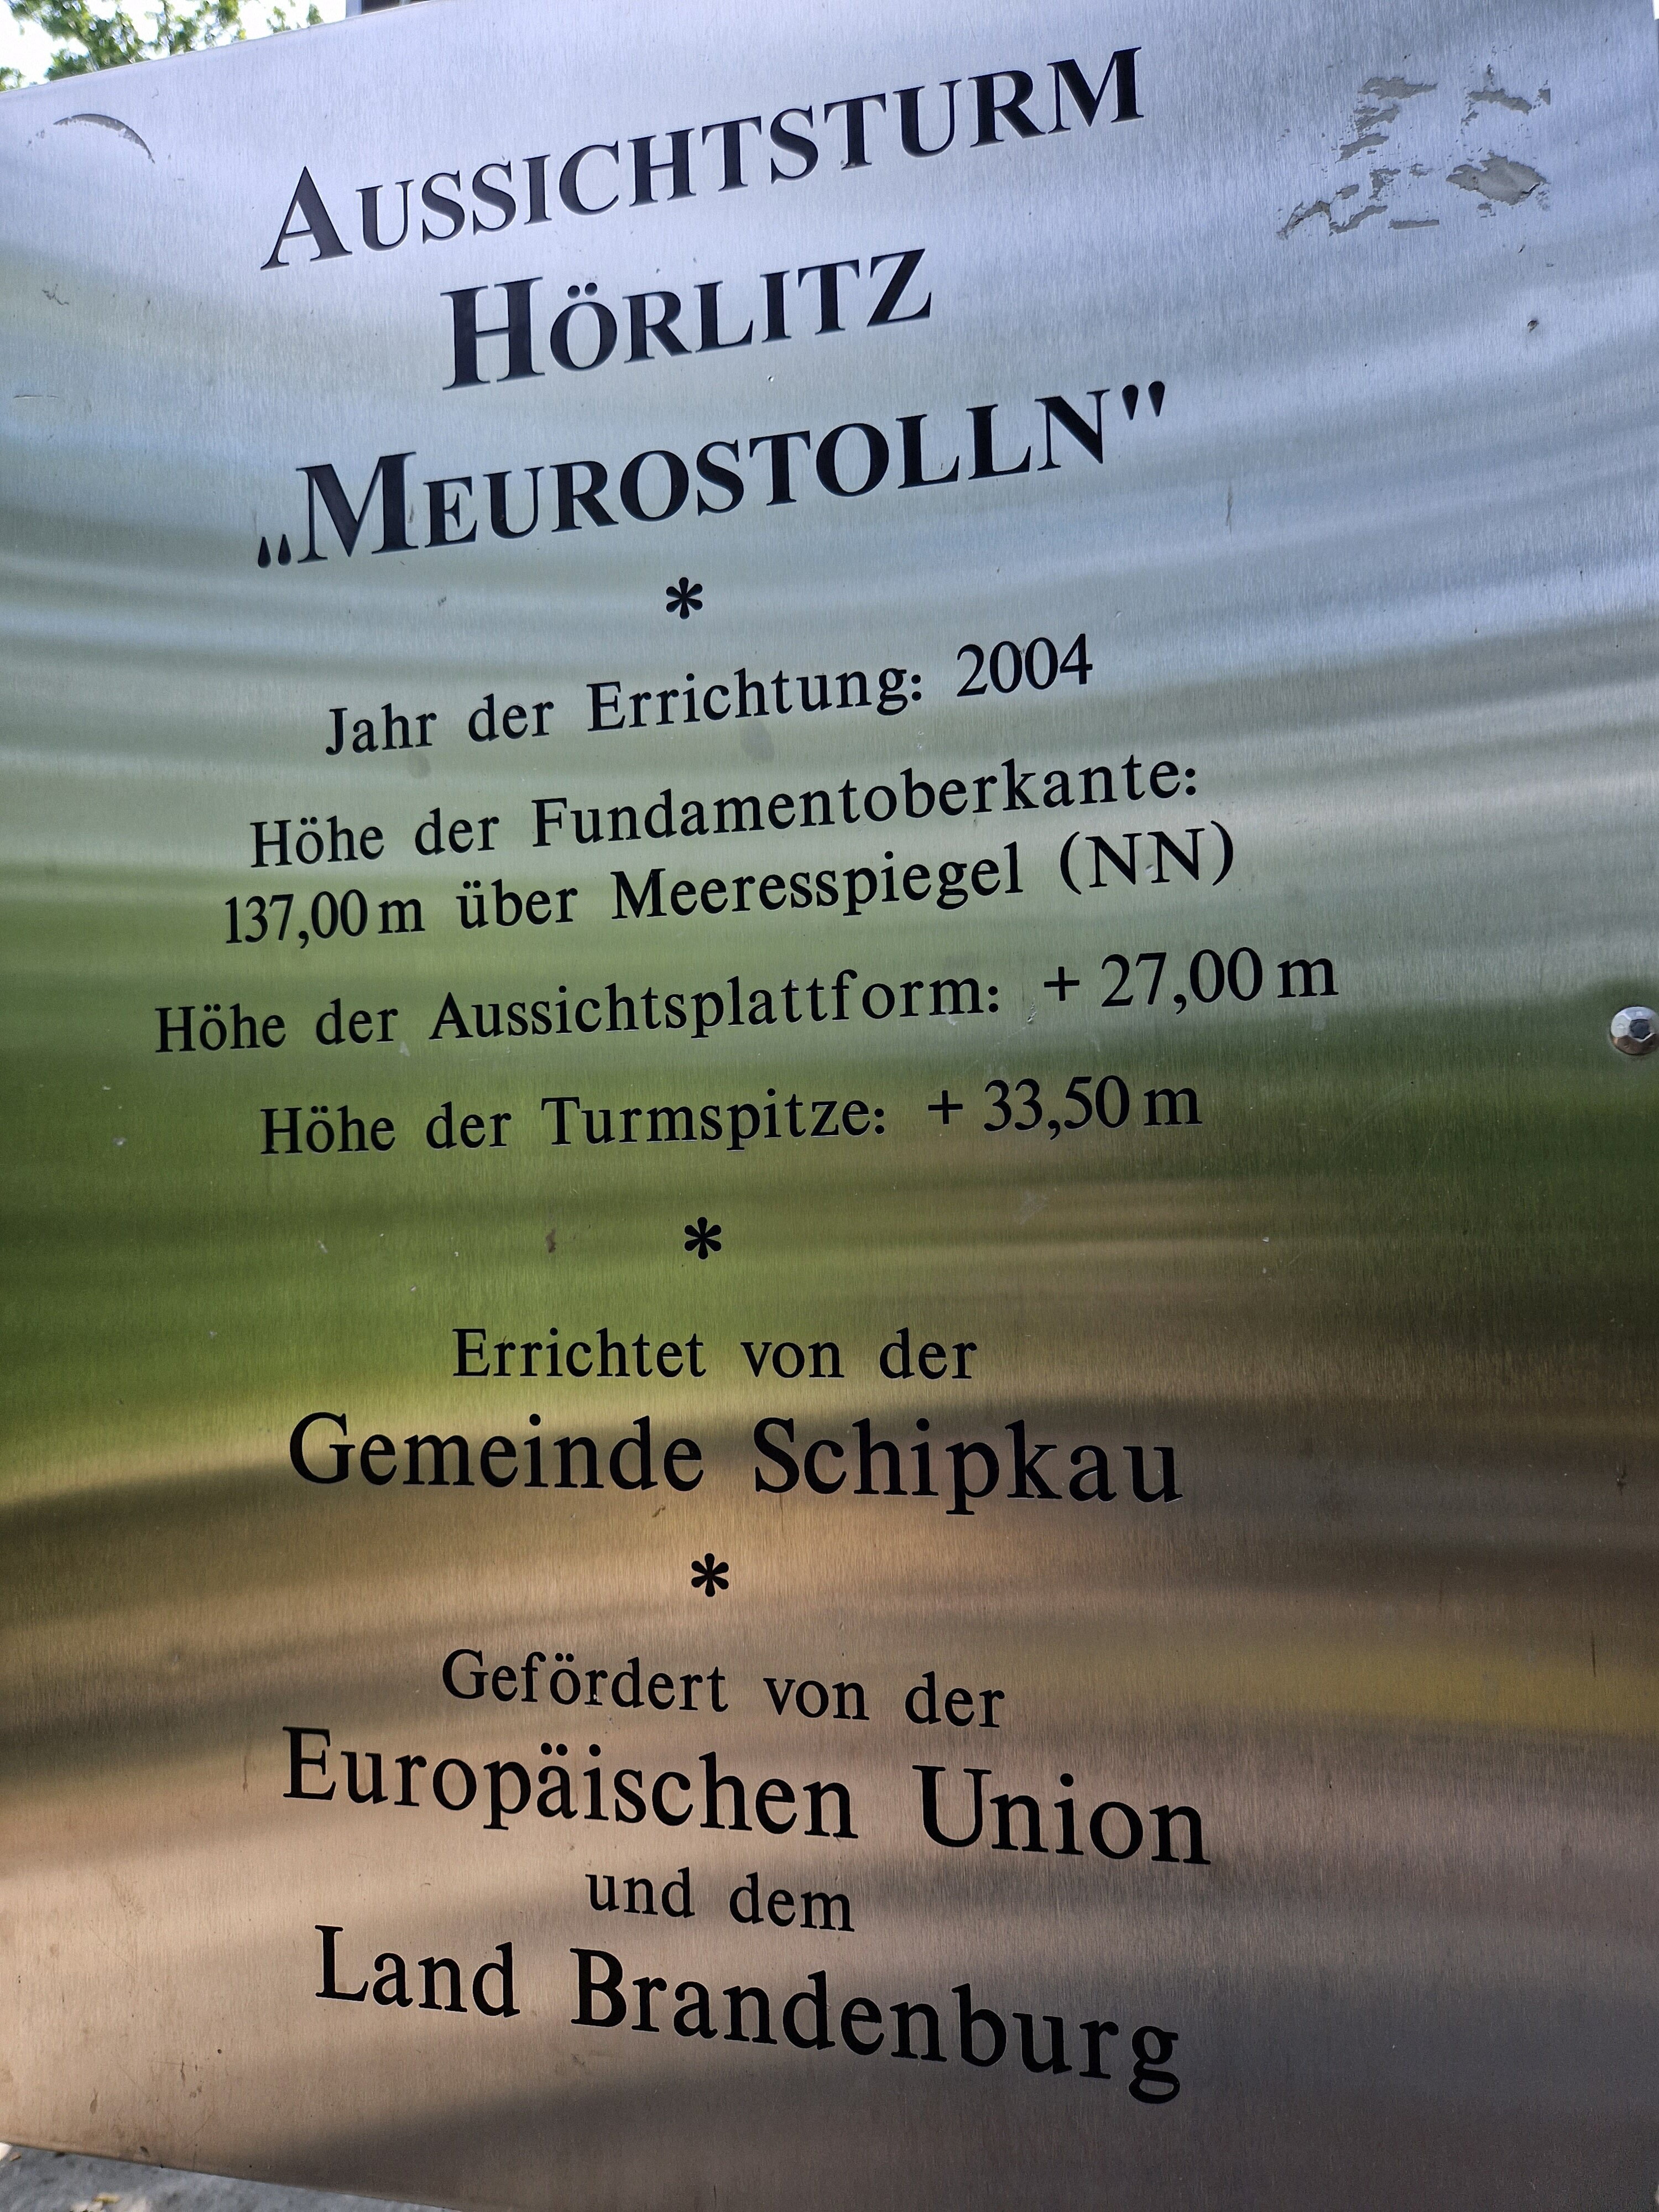 AUSSICHTSTURM
HÖRLITZ
„MEUROSTOLLN"
*
Jahr der Errichtung: 2004
Höhe der Fundamentoberkante:
137,00 m über Meeresspiegel (NN)
Höhe der Aussichtsplattform: + 27,00 m
Höhe der Turmspitze: + 33,50 m
*
Errichtet von der
Gemeinde Schipkau
*
Gefördert von der
Europäischen Union
und dem
Land Brandenburg